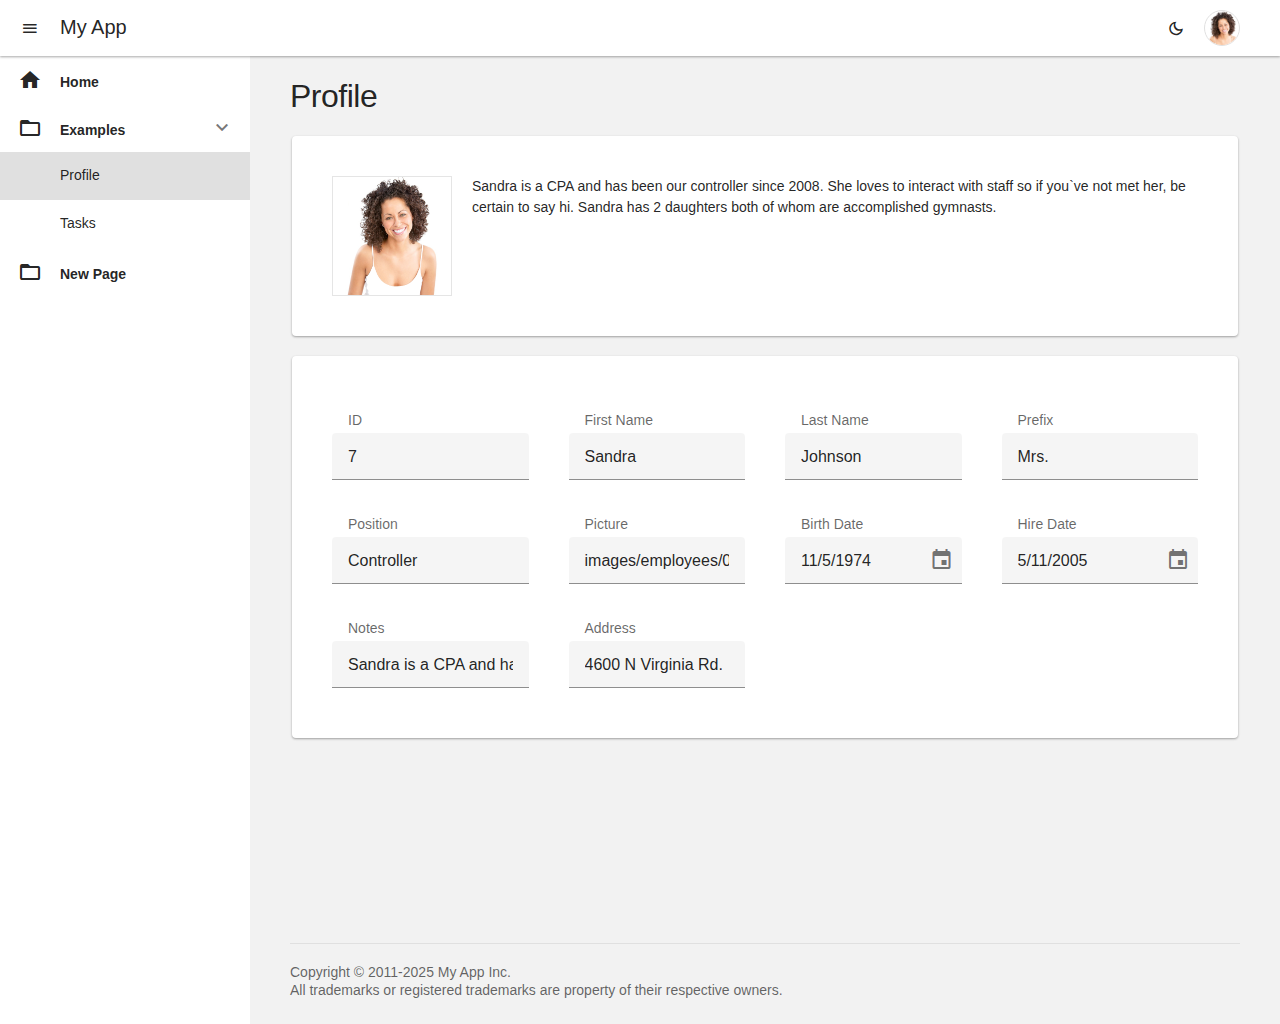 My App
Home
Examples
Profile
Tasks
New Page
Profile
Sandra is a CPA and has been our controller since 2008. She loves to interact with staff so if you`ve not met her, be
certain to say hi. Sandra has 2 daughters both of whom are accomplished gymnasts.
ID
First Name
Last Name
Prefix
7
Sandra
Johnson
Mrs.
Position
Picture
Birth Date
Hire Date
Controller
images/employees/0
11/5/1974
5/11/2005
Notes
Address
Sandra is a CPA and ha
4600 N Virginia Rd.
Copyright © 2011-2025 My App Inc.
All trademarks or registered trademarks are property of their respective owners.